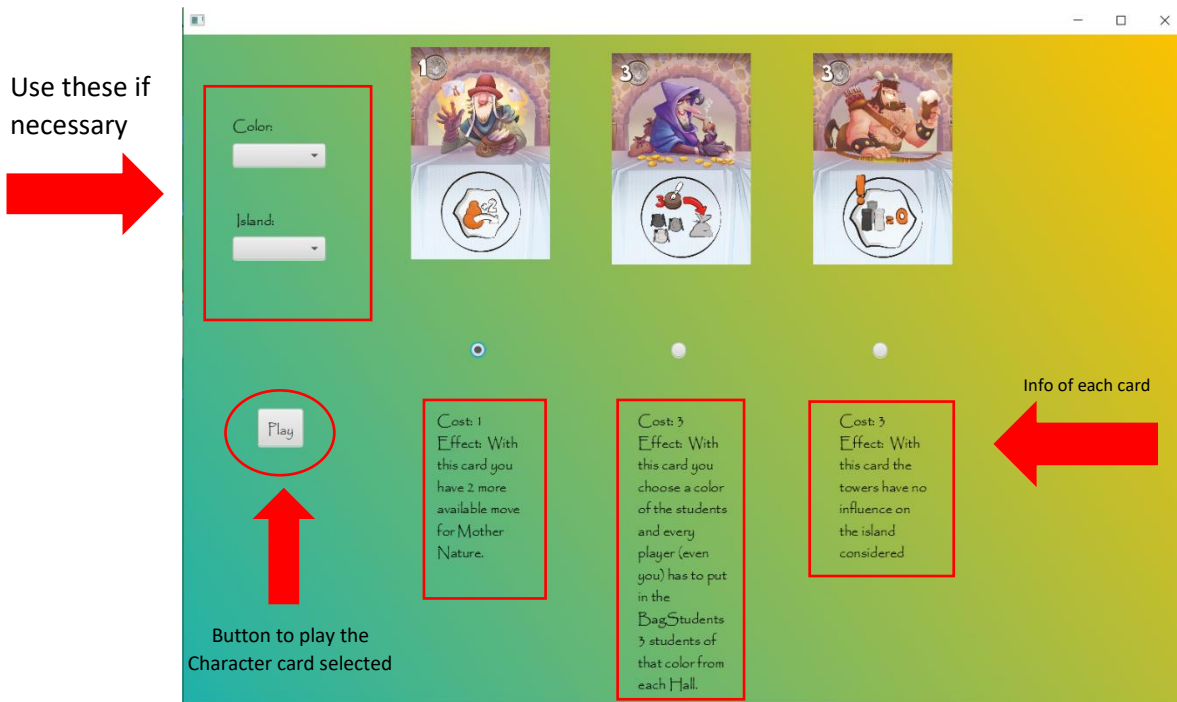 Use these if
necessary
Color:
Island:
1
3
3
+2
3
!
=0
Info of each card
Play
Cost: 1
Effect: With
this card you
have 2 more
available move
for Mother
Nature.
Cost: 3
Effect: With
this card you
choose a color
of the students
and every
player (even
you) has to put
in the
BagStudents
3 students of
that color from
each Hall.
Cost: 3
Effect: With
this card the
towers have no
influence on
the island
considered
Button to play the
Character card selected